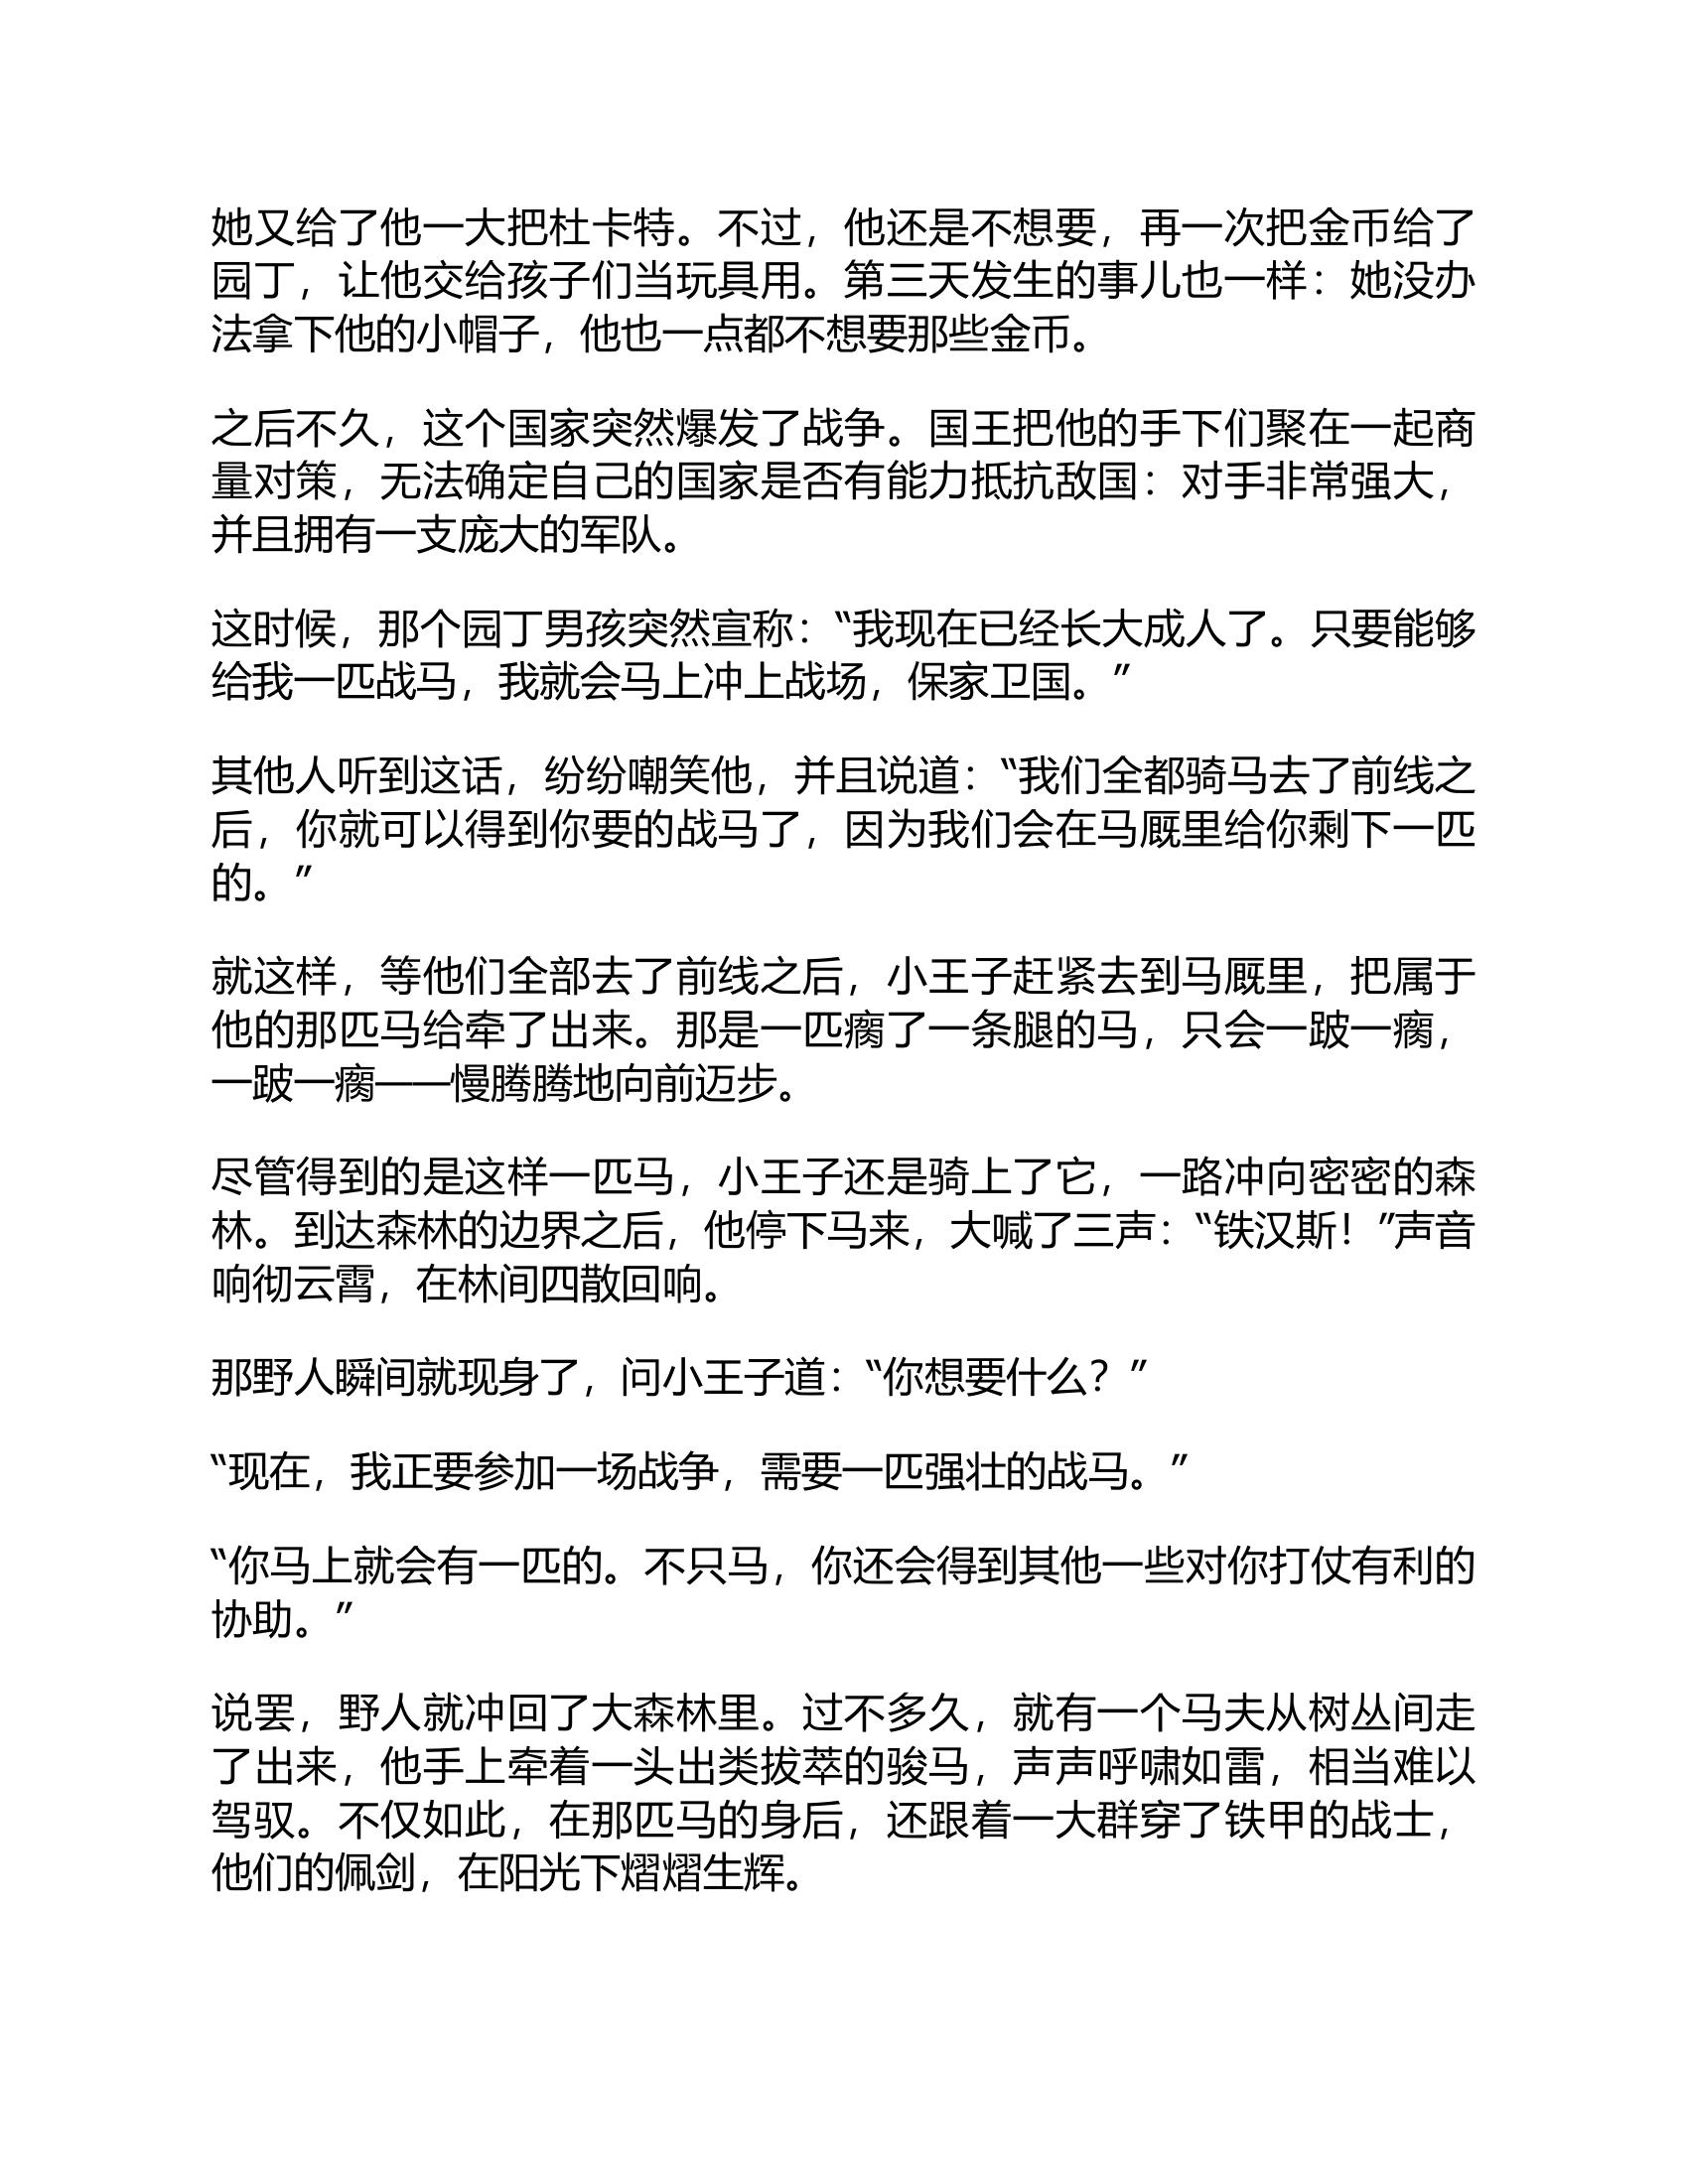 她又给了他一大把杜卡特。不过，他还是不想要，再一次把金币给了
园丁，让他交给孩子们当玩具用。第三天发生的事儿也一样：她没办
法拿下他的小帽子，他也一点都不想要那些金币。
之后不久，这个国家突然爆发了战争。国王把他的手下们聚在一起商
量对策，无法确定自己的国家是否有能力抵抗敌国：对手非常强大，
并且拥有一支庞大的军队。
这时候，那个园丁男孩突然宣称：“我现在已经长大成人了。只要能够
给我一匹战马，我就会马上冲上战场，保家卫国。”
其他人听到这话，纷纷嘲笑他，并且说道：“我们全都骑马去了前线之
后，你就可以得到你要的战马了，因为我们会在马厩里给你剩下一匹
的。”
就这样，等他们全部去了前线之后，小王子赶紧去到马厩里，把属于
他的那匹马给牵了出来。那是一匹瘸了一条腿的马，只会一跛一瘸，
一跛一瘸——慢腾腾地向前迈步。
尽管得到的是这样一匹马，小王子还是骑上了它，一路冲向密密的森
林。到达森林的边界之后，他停下马来，大喊了三声：“铁汉斯！”声音
响彻云霄，在林间四散回响。
那野人瞬间就现身了，问小王子道：“你想要什么？”
“现在，我正要参加一场战争，需要一匹强壮的战马。”
“你马上就会有一匹的。不只马，你还会得到其他一些对你打仗有利的
协助。”
说罢，野人就冲回了大森林里。过不多久，就有一个马夫从树丛间走
了出来，他手上牵着一头出类拔萃的骏马，声声呼啸如雷，相当难以
驾驭。不仅如此，在那匹马的身后，还跟着一大群穿了铁甲的战士，
他们的佩剑，在阳光下熠熠生辉。